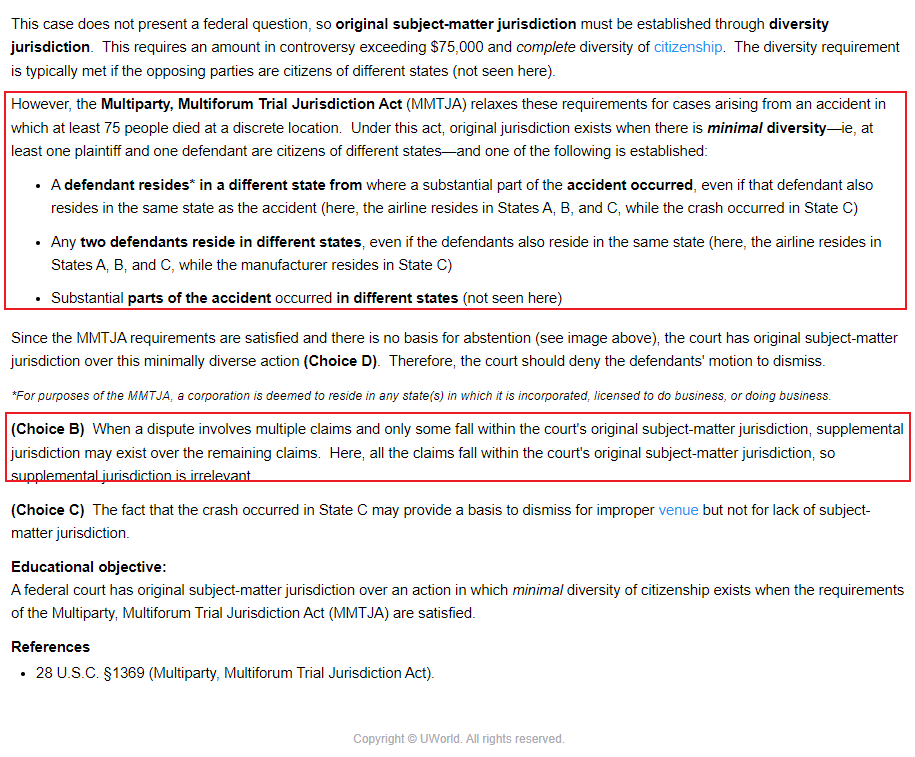 This case does not present a federal question, so original subject-matter jurisdiction must be established through diversity
jurisdiction.  This requires an amount in controversy exceeding $75,000 and complete diversity of citizenship.  The diversity requirement
is typically met if the opposing parties are citizens of different states (not seen here).
However, the Multiparty, Multiforum Trial Jurisdiction Act (MMTJA) relaxes these requirements for cases arising from an accident in
which at least 75 people died at a discrete location.  Under this act, original jurisdiction exists when there is minimal diversity—ie, at
least one plaintiff and one defendant are citizens of different states—and one of the following is established:
• A defendant resides* in a different state from where a substantial part of the accident occurred, even if that defendant also
resides in the same state as the accident (here, the airline resides in States A, B, and C, while the crash occurred in State C)
• Any two defendants reside in different states, even if the defendants also reside in the same state (here, the airline resides in
States A, B, and C, while the manufacturer resides in State C)
• Substantial parts of the accident occurred in different states (not seen here)
Since the MMTJA requirements are satisfied and there is no basis for abstention (see image above), the court has original subject-matter
jurisdiction over this minimally diverse action (Choice D).  Therefore, the court should deny the defendants' motion to dismiss.
*For purposes of the MMTJA, a corporation is deemed to reside in any state(s) in which it is incorporated, licensed to do business, or doing business.
(Choice B)  When a dispute involves multiple claims and only some fall within the court's original subject-matter jurisdiction, supplemental
jurisdiction may exist over the remaining claims.  Here, all the claims fall within the court's original subject-matter jurisdiction, so
supplemental jurisdiction is irrelevant
(Choice C)  The fact that the crash occurred in State C may provide a basis to dismiss for improper venue but not for lack of subject-
matter jurisdiction.
Educational objective:
A federal court has original subject-matter jurisdiction over an action in which minimal diversity of citizenship exists when the requirements
of the Multiparty, Multiforum Trial Jurisdiction Act (MMTJA) are satisfied.
References
• 28 U.S.C. §1369 (Multiparty, Multiforum Trial Jurisdiction Act).
Copyright © UWorld. All rights reserved.